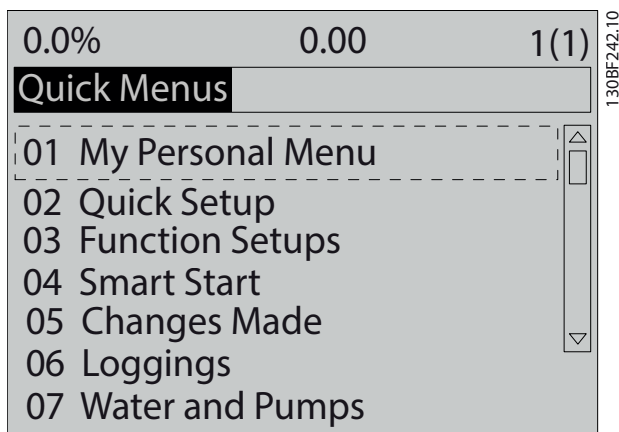 0.0% 0.00 1(1)
Quick Menus
01 My Personal Menu
02 Quick Setup
03 Function Setups
04 Smart Start
05 Changes Made
06 Loggings
07 Water and Pumps
130BF242.10